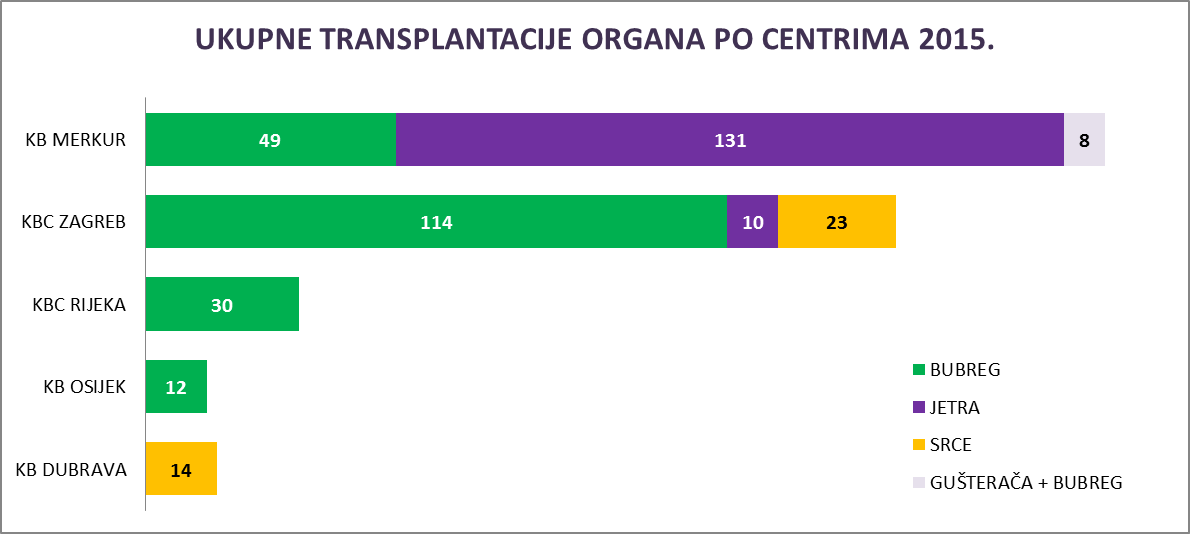 UKUPNE TRANSPLANTACIJE ORGANA PO CENTRIMA 2015.
KB MERKUR 49 131 8
KBC ZAGREB 114 10 23
KBC RIJEKA 30
KB OSIJEK 12
KB DUBRAVA 14
BUBREG
JETRA
SRCE
GUŠTERAČA + BUBREG